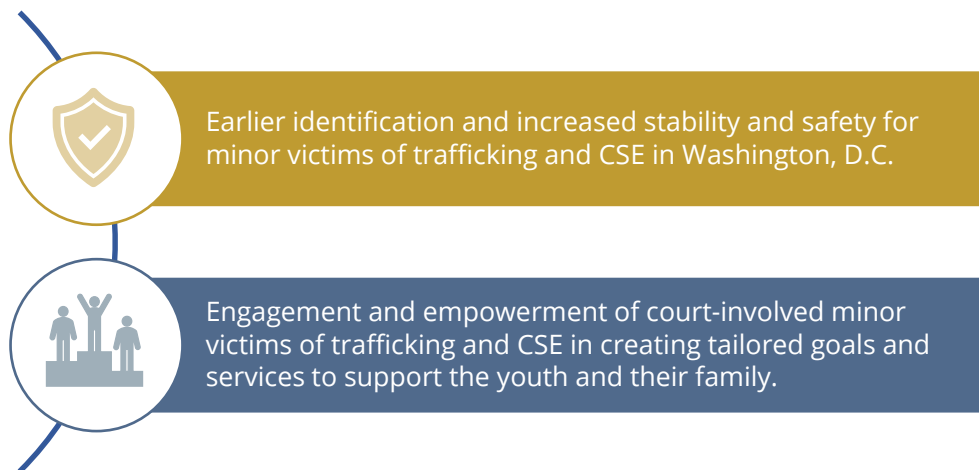 Earlier identification and increased stability and safety for
minor victims of trafficking and CSE in Washington, D.C.
Engagement and empowerment of court-involved minor
victims of trafficking and CSE in creating tailored goals and
services to support the youth and their family.